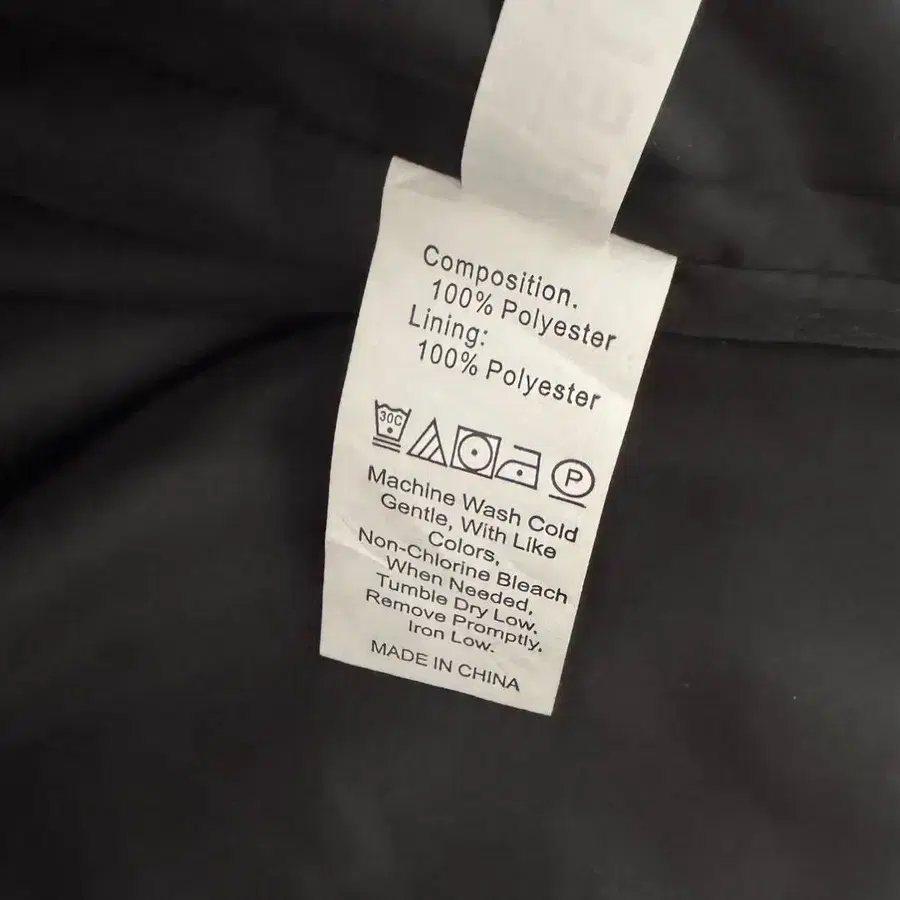 Composition.
100% Polyester
Lining:
100% Polyester
30C P
Machine Wash Cold
Gentle, With Like
Colors,
Non-Chlorine Bleach
When Needed,
Tumble Dry Low.
Remove Promptly.
Iron Low.
MADE IN CHINA